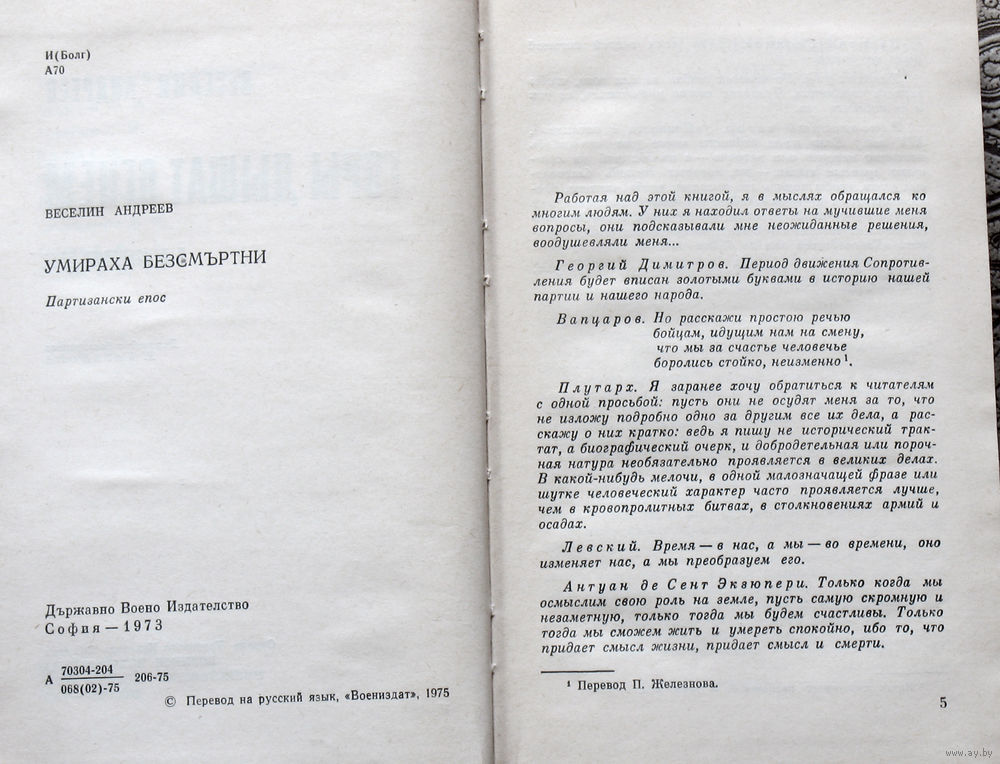 И(Болг)
А70
ВЕСЕЛИН АНДРЕЕВ
УМИРАХА БЕЗСМЪРТНИ
Партизански епос
Държавно Воено Издателство
София — 1973
А 70304-204 206-75
068(02)-75
© Перевод на русский язык, «Воениздат», 1975
Работая над этой книгой, я в мыслях обращался ко
многим людям. У них я находил ответы на мучившие меня
вопросы, они подсказывали мне неожиданные решения,
воодушевляли меня...
Георгий Димитров. Период движения Сопротив-
ления будет вписан золотыми буквами в историю нашей
партии и нашего народа.
Вапцаров. Но расскажи простою речью
бойцам, идущим нам на смену,
что мы за счастье человечье
боролись стойко, неизменно¹.
Плутарх. Я заранее хочу обратиться к читателям
с одной просьбой: пусть они не осудят меня за то, что
не изложу подробно одно за другим все их дела, а рас-
скажу о них кратко: ведь я пишу не исторический трак-
тат, а биографический очерк, и добродетельная или пороч-
ная натура необязательно проявляется в великих делах.
В какой-нибудь мелочи, в одной малозначащей фразе или
шутке человеческий характер часто проявляется лучше,
чем в кровопролитных битвах, в столкновениях армий и
осадах.
Левский. Время — в нас, а мы — во времени, оно
изменяет нас, а мы преобразуем его.
Антуан де Сент Экзюпери. Только когда мы
осмыслим свою роль на земле, пусть самую скромную и
незаметную, только тогда мы будем счастливы. Только
тогда мы сможем жить и умереть спокойно, ибо то, что
придает смысл жизни, придает смысл и смерти.
¹ Перевод П. Железнова.
5
www.ay.by